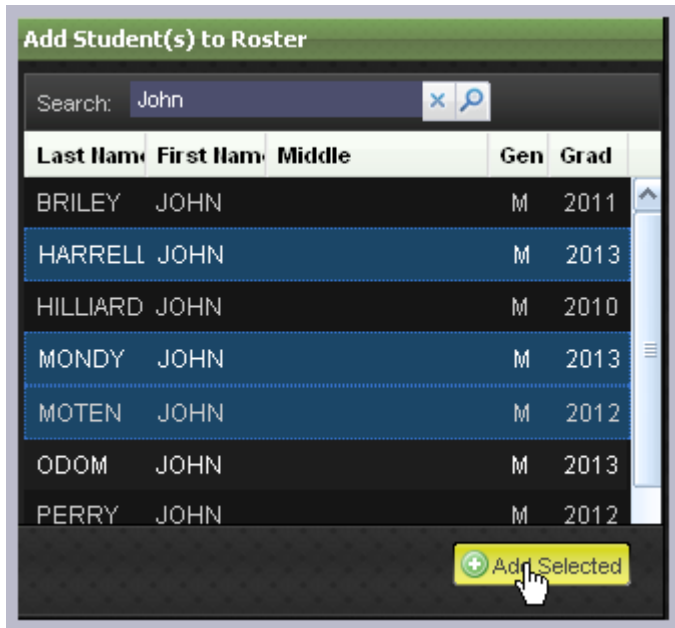 Add Student(s) to Roster
Search: John
Last Name First Name Middle Gen Grad
BRILEY JOHN M 2011
HARRELL JOHN M 2013
HILLIARD JOHN M 2010
MONDY JOHN M 2013
MOTEN JOHN M 2012
ODOM JOHN M 2013
PERRY JOHN M 2012
Add Selected